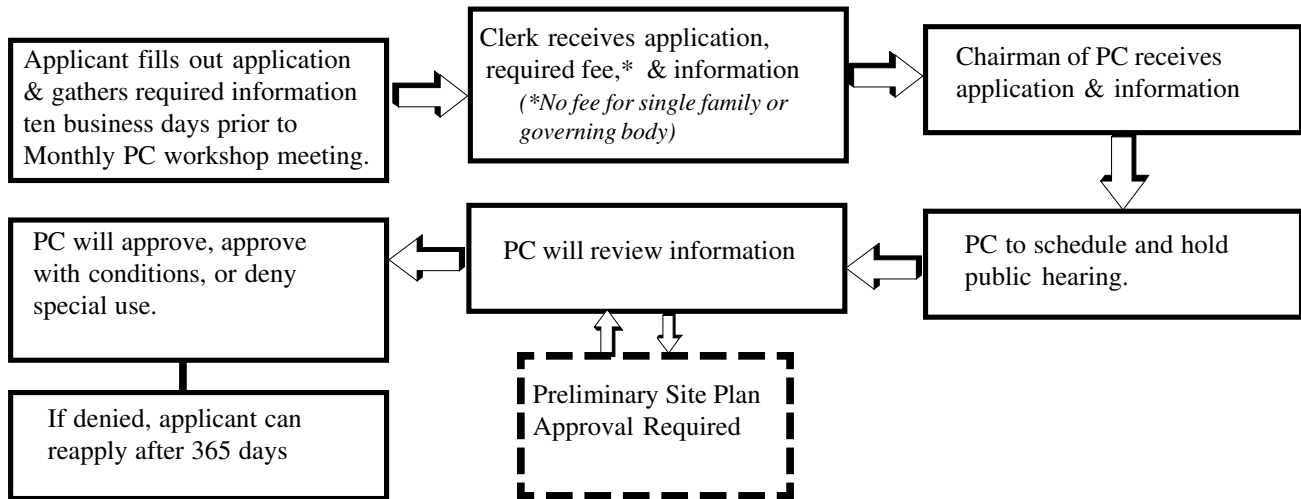 Applicant fills out application
& gathers required information
ten business days prior to
Monthly PC workshop meeting.
Clerk receives application,
required fee,* & information
(*No fee for single family or
governing body)
Chairman of PC receives
application & information
PC to schedule and hold
public hearing.
PC will review information
PC will approve, approve
with conditions, or deny
special use.
Preliminary Site Plan
Approval Required
If denied, applicant can
reapply after 365 days